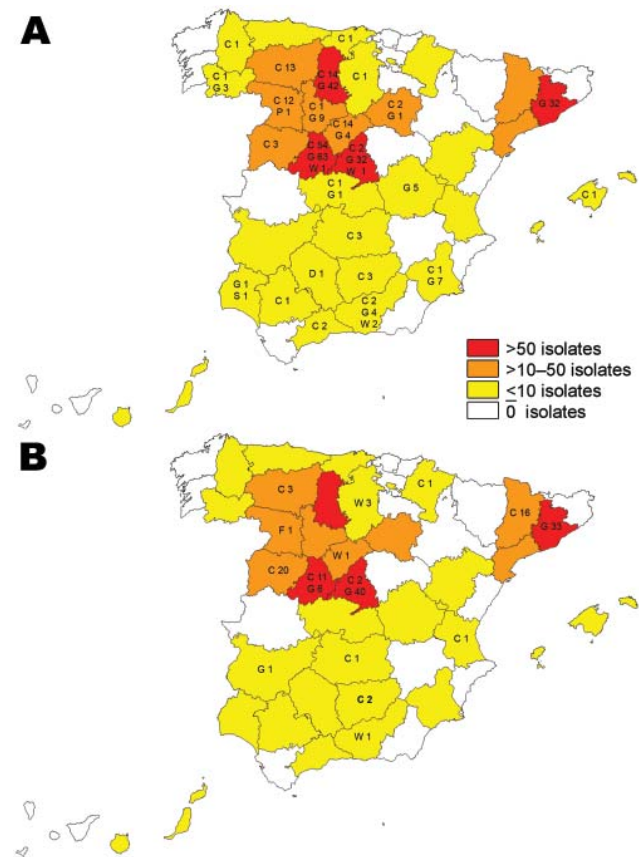 A
C 1
C 1
C 1
G 3
C 13
C 14
G 42
C 1
C 12
P 1
C 1
G 9
C 2
G 1
C 14
G 4
G 32
C 3
C 54
G 63
W 1
C 2
G 32
W 1
C 1
G 1
G 5
C 1
C 3
G 1
S 1
D 1
C 3
C 1
G 7
C 1
C 2
C 2
G 4
W 2
>50 isolates
>10–50 isolates
<10 isolates
0 isolates
B
C 3
W 3
C 1
F 1
C 16
G 33
W 1
C 20
C 11
G 6
C 2
G 40
C 1
G 1
C 1
C 2
W 1